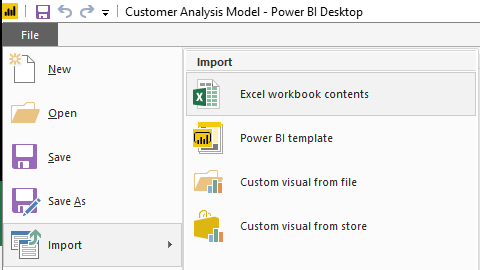 Customer Analysis Model - Power BI Desktop
File
New
Open
Save
Save As
Import
Import
Excel workbook contents
Power BI template
Custom visual from file
Custom visual from store